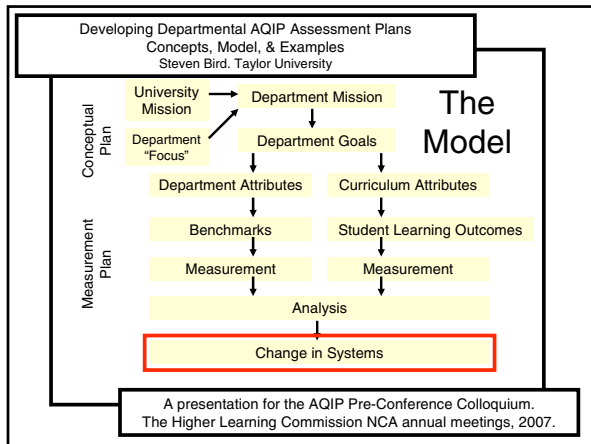 Developing Departmental AQIP Assessment Plans
Concepts, Model, & Examples
Steven Bird. Taylor University
The
Model
Conceptual
Plan
University
Mission
Department Mission
Department
“Focus”
Department Goals
Department Attributes
Curriculum Attributes
Measurement
Plan
Benchmarks
Student Learning Outcomes
Measurement
Measurement
Analysis
Change in Systems
A presentation for the AQIP Pre-Conference Colloquium.
The Higher Learning Commission NCA annual meetings, 2007.